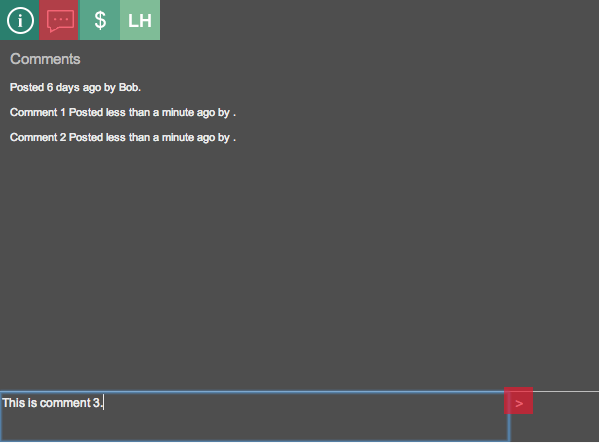 i $ LH
Comments
Posted 6 days ago by Bob.
Comment 1 Posted less than a minute ago by .
Comment 2 Posted less than a minute ago by .
This is comment 3.
>